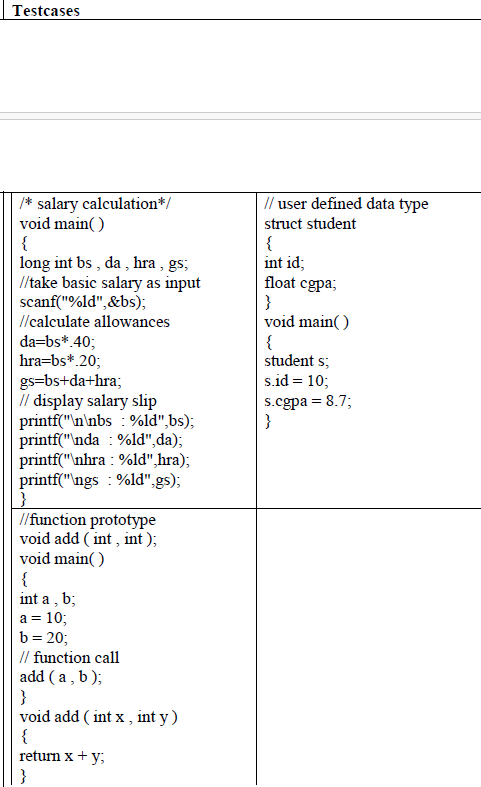 Testcases
/* salary calculation*/
void main( )
{
long int bs , da , hra , gs;
//take basic salary as input
scanf("%ld",&bs);
//calculate allowances
da=bs*.40;
hra=bs*.20;
gs=bs+da+hra;
// display salary slip
printf("\n\nbs : %ld",bs);
printf("\nda : %ld",da);
printf("\nhra : %ld",hra);
printf("\ngs : %ld",gs);
}
// user defined data type
struct student
{
int id;
float cgpa;
}
void main( )
{
student s;
s.id = 10;
s.cgpa = 8.7;
}
//function prototype
void add ( int , int );
void main( )
{
int a , b;
a = 10;
b = 20;
// function call
add ( a , b );
}
void add ( int x , int y )
{
return x + y;
}